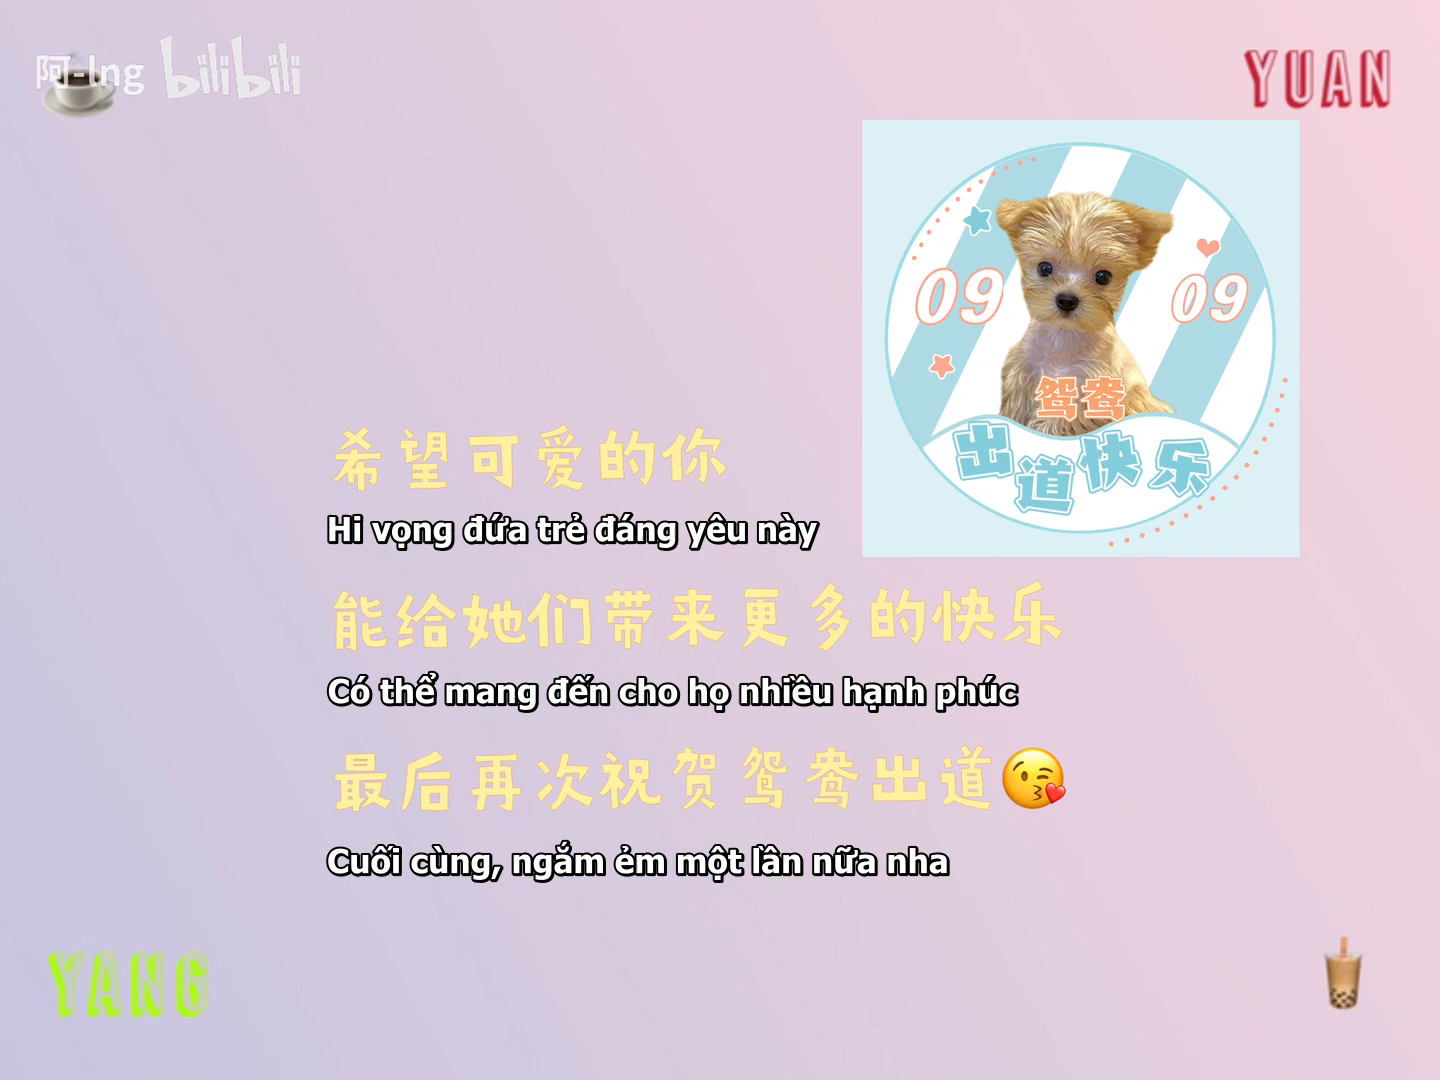 阿-lng bilibili
YUAN
09 09
鸳鸯
出道快乐
希望可爱的你
Hi vọng đứa trẻ đáng yêu này
能给她们带来更多的快乐
Có thể mang đến cho họ nhiều hạnh phúc
最后再次祝贺鸳鸯出道
Cuối cùng, ngắm ẻm một lần nữa nha
YANG